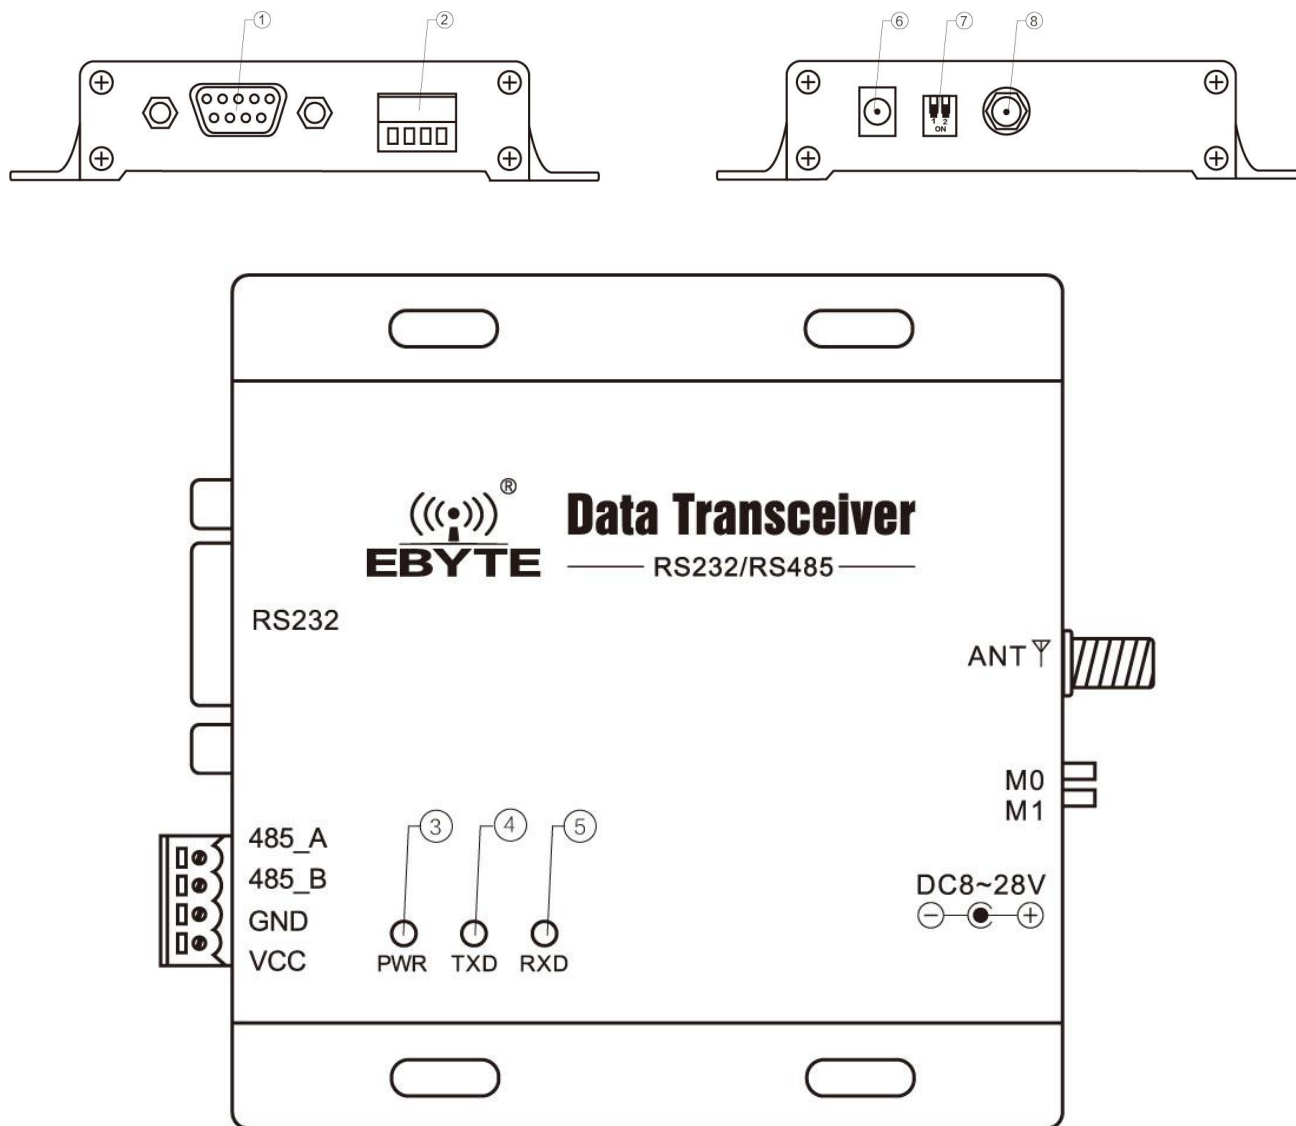 ① ②
⑥ ⑦ ⑧
1 2
ON
®
EBYTE
Data Transceiver
RS232/RS485
RS232
ANT
M0
M1
485_A
485_B
GND
VCC
③ ④ ⑤
PWR TXD RXD
DC8~28V